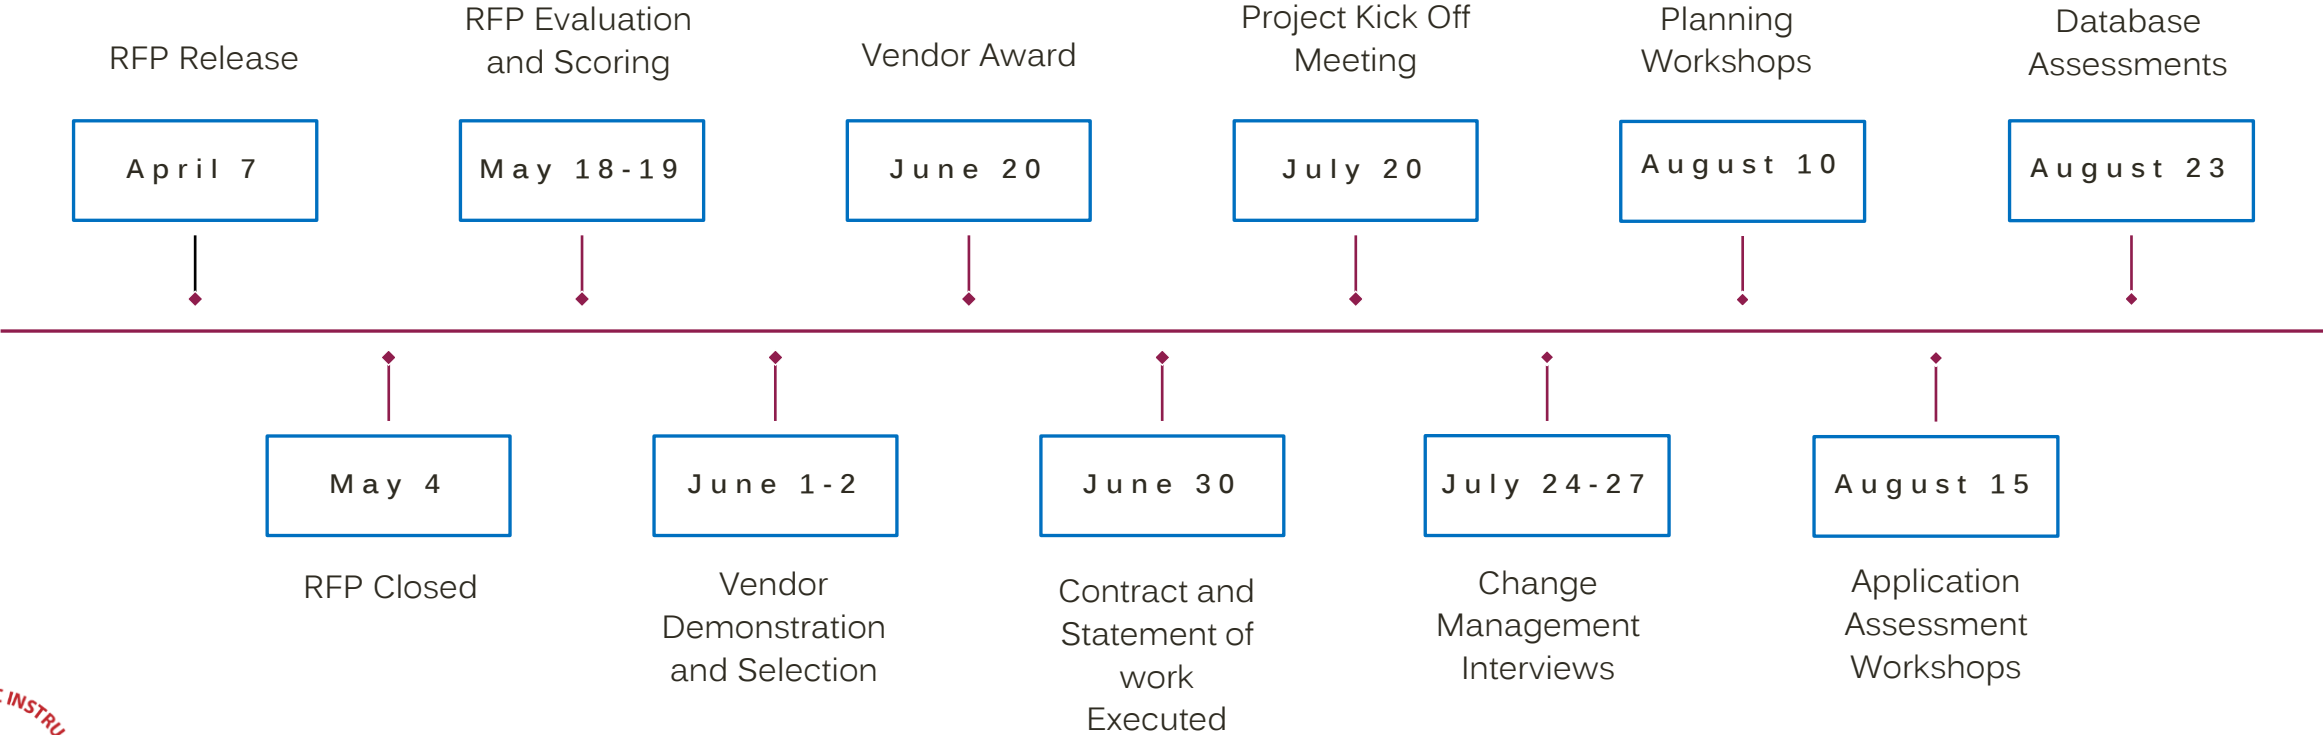 RFP Release
April 7
RFP Evaluation
and Scoring
May 18-19
Vendor Award
June 20
Project Kick Off
Meeting
July 20
Planning
Workshops
August 10
Database
Assessments
August 23
May 4
RFP Closed
June 1-2
Vendor
Demonstration
and Selection
June 30
Contract and
Statement of
work
Executed
July 24-27
Change
Management
Interviews
August 15
Application
Assessment
Workshops